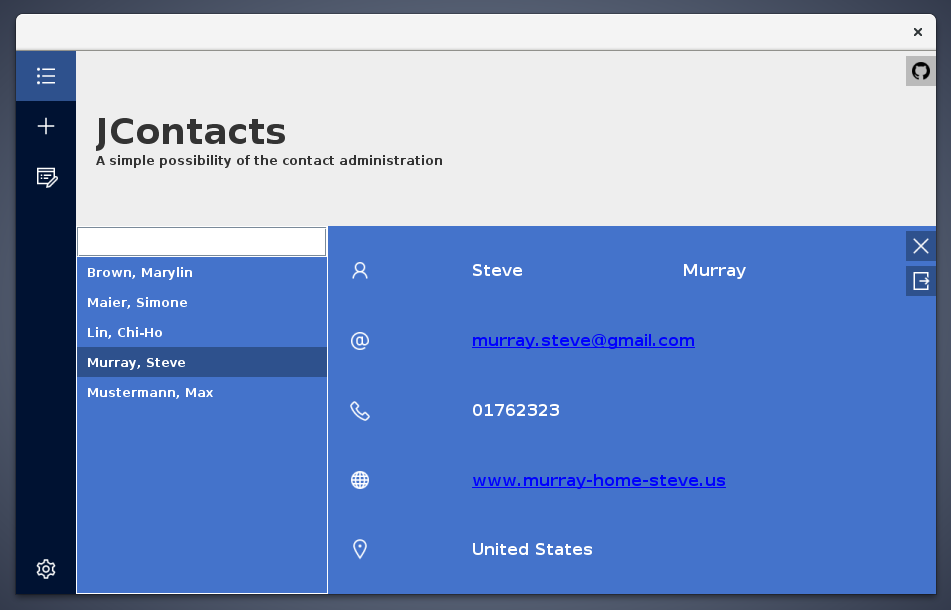 JContacts
A simple possibility of the contact administration
Brown, Marylin
Maier, Simone
Lin, Chi-Ho
Murray, Steve
Mustermann, Max
Steve Murray
murray.steve@gmail.com
01762323
www.murray-home-steve.us
United States